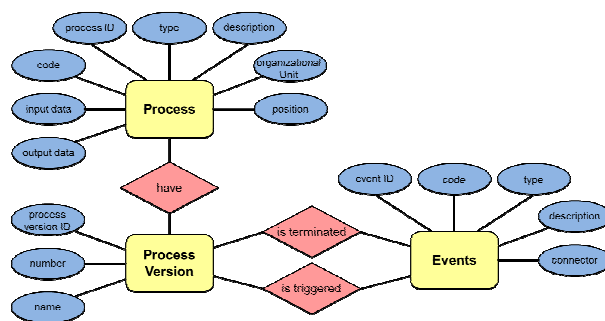 process ID
type
description
code
organizational
Unit
input data
Process
position
output data
have
event ID
code
type
process
version ID
is terminated
description
number
Process
Version
Events
connector
name
is triggered